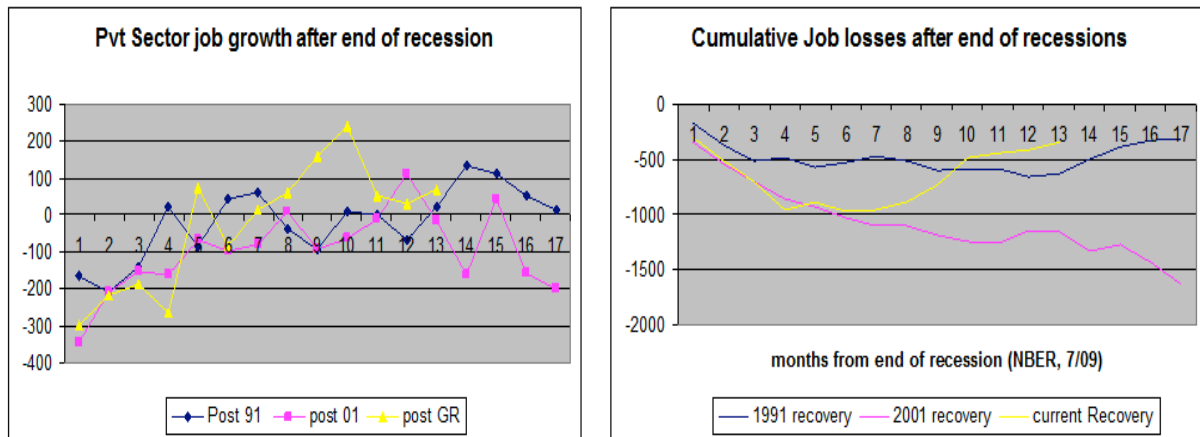 Pvt Sector job growth after end of recession
300
200
100
0
-100
-200
-300
-400
1 2 3 4 5 6 7 8 9 10 11 12 13 14 15 16 17
Post 91 post 01 post GR
Cumulative Job losses after end of recessions
0
-500
-1000
-1500
-2000
1 2 3 4 5 6 7 8 9 10 11 12 13 14 15 16 17
months from end of recession (NBER, 7/09)
1991 recovery 2001 recovery current Recovery